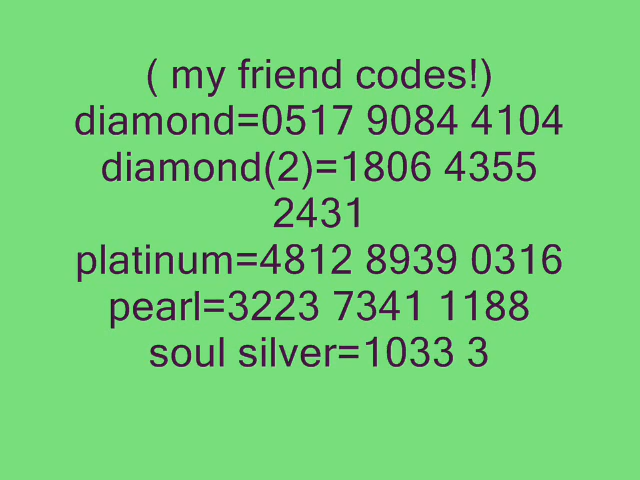 ( my friend codes!)
diamond=0517 9084 4104
diamond(2)=1806 4355
2431
platinum=4812 8939 0316
pearl=3223 7341 1188
soul silver=1033 3